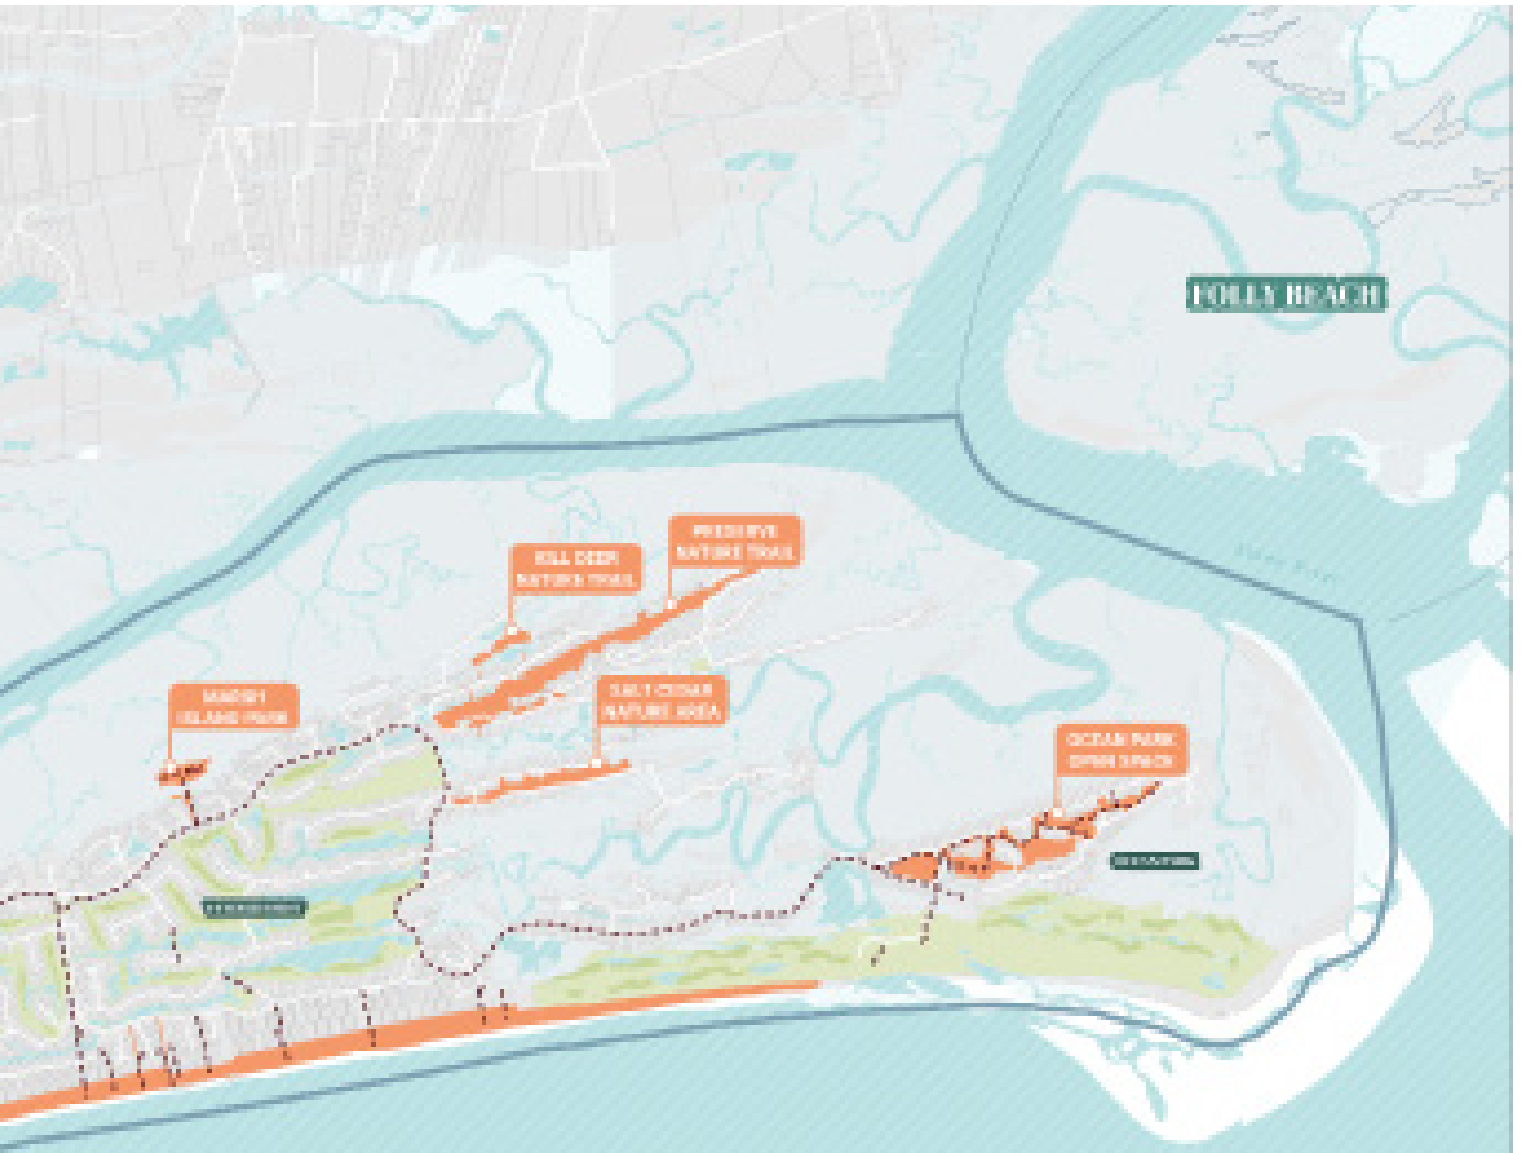 FOLLY BEACH
PRESERVE
NATURE TRAIL
KILL DEER
NATURE TRAIL
SALT CEDAR
NATURE AREA
MARSH
ISLAND PARK
OCEAN PARK
OPEN SPACE